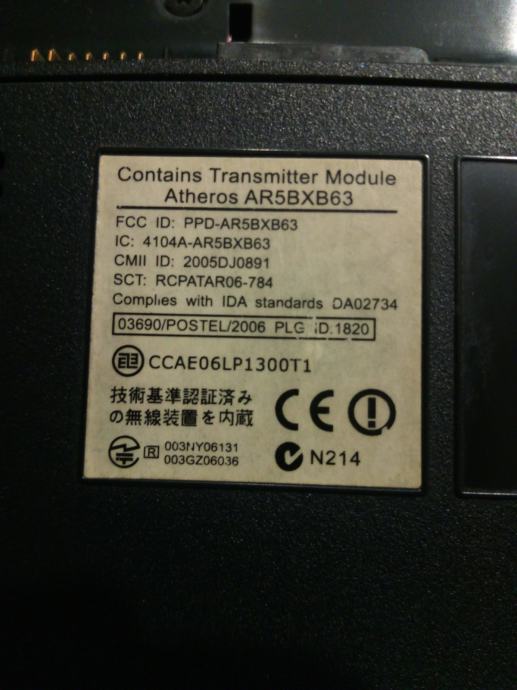 Contains Transmitter Module
Atheros AR5BXB63
FCC ID: PPD-AR5BXB63
IC: 4104A-AR5BXB63
CMII ID: 2005DJ0891
SCT: RCPATAR06-784
Complies with IDA standards DA02734
03690/POSTEL/2006 PLG ID.1820
CCAE06LP1300T1
技術基準認証済み
の無線装置を内蔵
CE
R 003NY06131
003GZ06036
N214